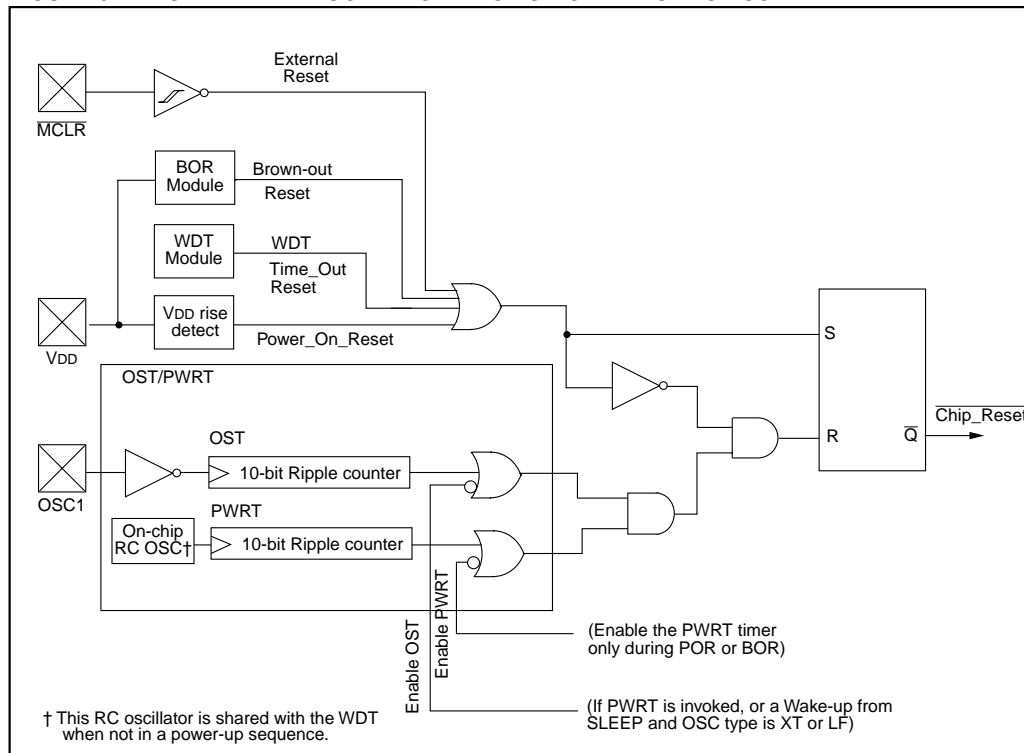 External
Reset
MCLR
BOR
Module
Brown-out
Reset
WDT
Module
WDT
Time_Out
Reset
VDD
VDD rise
detect
Power_On_Reset
S
R
Q
Chip_Reset
OST/PWRT
OST
10-bit Ripple counter
OSC1
PWRT
On-chip
RC OSC†
10-bit Ripple counter
Enable OST
Enable PWRT
(Enable the PWRT timer
only during POR or BOR)
(If PWRT is invoked, or a Wake-up from
SLEEP and OSC type is XT or LF)
† This RC oscillator is shared with the WDT
when not in a power-up sequence.